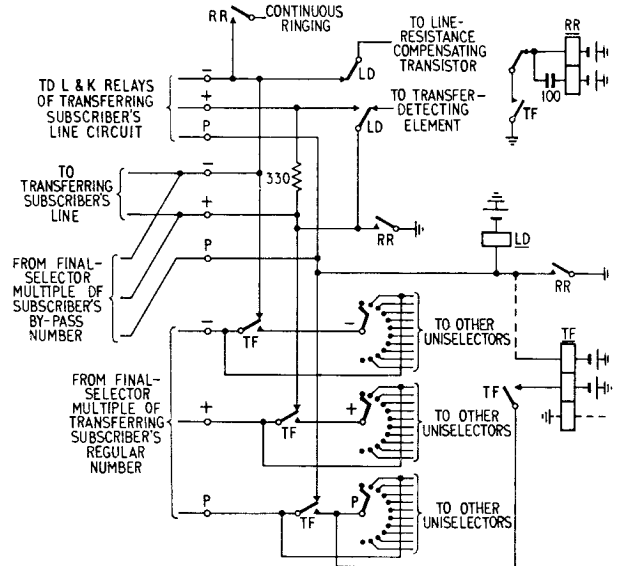 RR
CONTINUOUS
RINGING
TO LINE-
RESISTANCE
COMPENSATING
TRANSISTOR
RR
100
TF
LD
TD L & K RELAYS
OF TRANSFERRING
SUBSCRIBER'S
LINE CIRCUIT
−
+
P
TO TRANSFER-
DETECTING
ELEMENT
LD
330
TO
TRANSFERRING
SUBSCRIBER'S
LINE
−
+
RR
LD
RR
FROM FINAL-
SELECTOR
MULTIPLE OF
SUBSCRIBER'S
BY-PASS
NUMBER
P
−
TF
−
TO OTHER
UNISELECTORS
TF
TF
FROM FINAL-
SELECTOR
MULTIPLE OF
TRANSFERRING
SUBSCRIBER'S
REGULAR
NUMBER
+
TF
+
TO OTHER
UNISELECTORS
P
TF
P
TO OTHER
UNISELECTORS